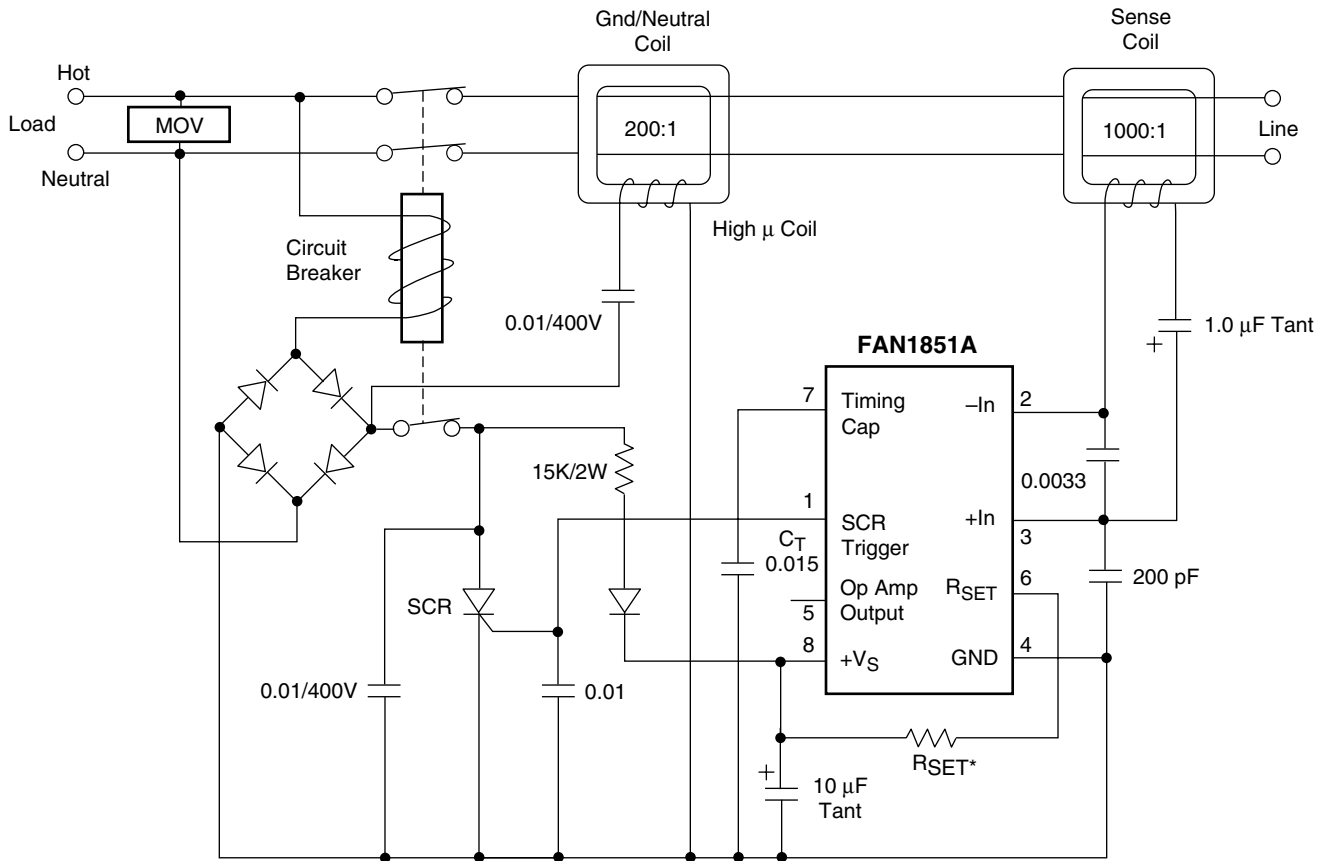 Gnd/Neutral
Coil
Sense
Coil
Hot
Load
MOV
200:1
1000:1
Line
Neutral
High μ Coil
Circuit
Breaker
0.01/400V
1.0 μF Tant
+
FAN1851A
7
Timing
Cap
–In
2
15K/2W
0.0033
1
SCR
Trigger
+In
3
CT
0.015
Op Amp
Output
5
RSET
6
200 pF
SCR
8
+VS
GND
4
0.01/400V
0.01
RSET*
+
10 μF
Tant